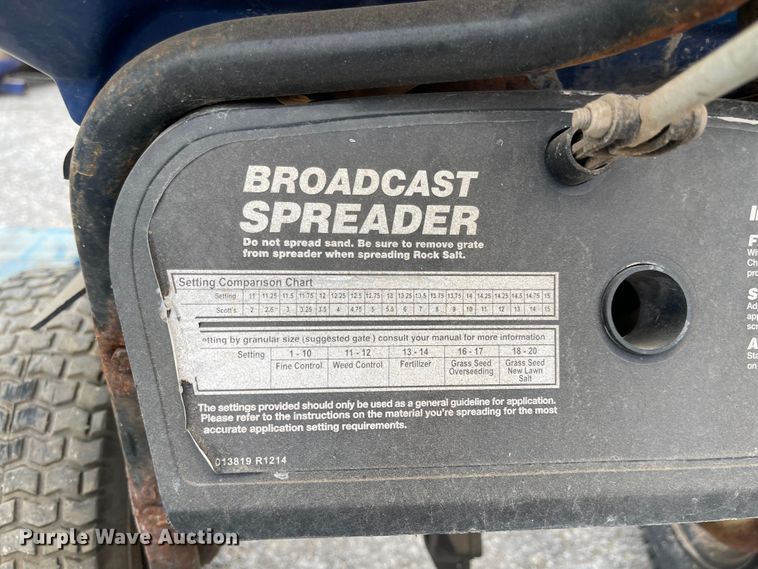 BROADCAST
SPREADER
Do not spread sand. Be sure to remove grate
from spreader when spreading Rock Salt.
Setting Comparison Chart
Setting 11 11.25 11.5 11.75 12 12.25 12.5 12.75 13 13.25 13.5 13.75 13.75 14 14.25 14.25 14.5 14.75 15
Scott's 2 2.5 3 3.25 3.5 4 4.75 5 5.5 6 7 8 9 10 11 12 13 14 15
etting by granular size (suggested gate) consult your manual for more information
Setting 1 - 10 11 - 12 13 - 14 16 - 17 18 - 20
Fine Control Weed Control Fertilizer Grass Seed Grass Seed
Overseeding New Lawn
Salt
The settings provided should only be used as a general guideline for application.
Please refer to the instructions on the material you're spreading for the most
accurate application setting requirements.
013819 R1214
Purple Wave Auction